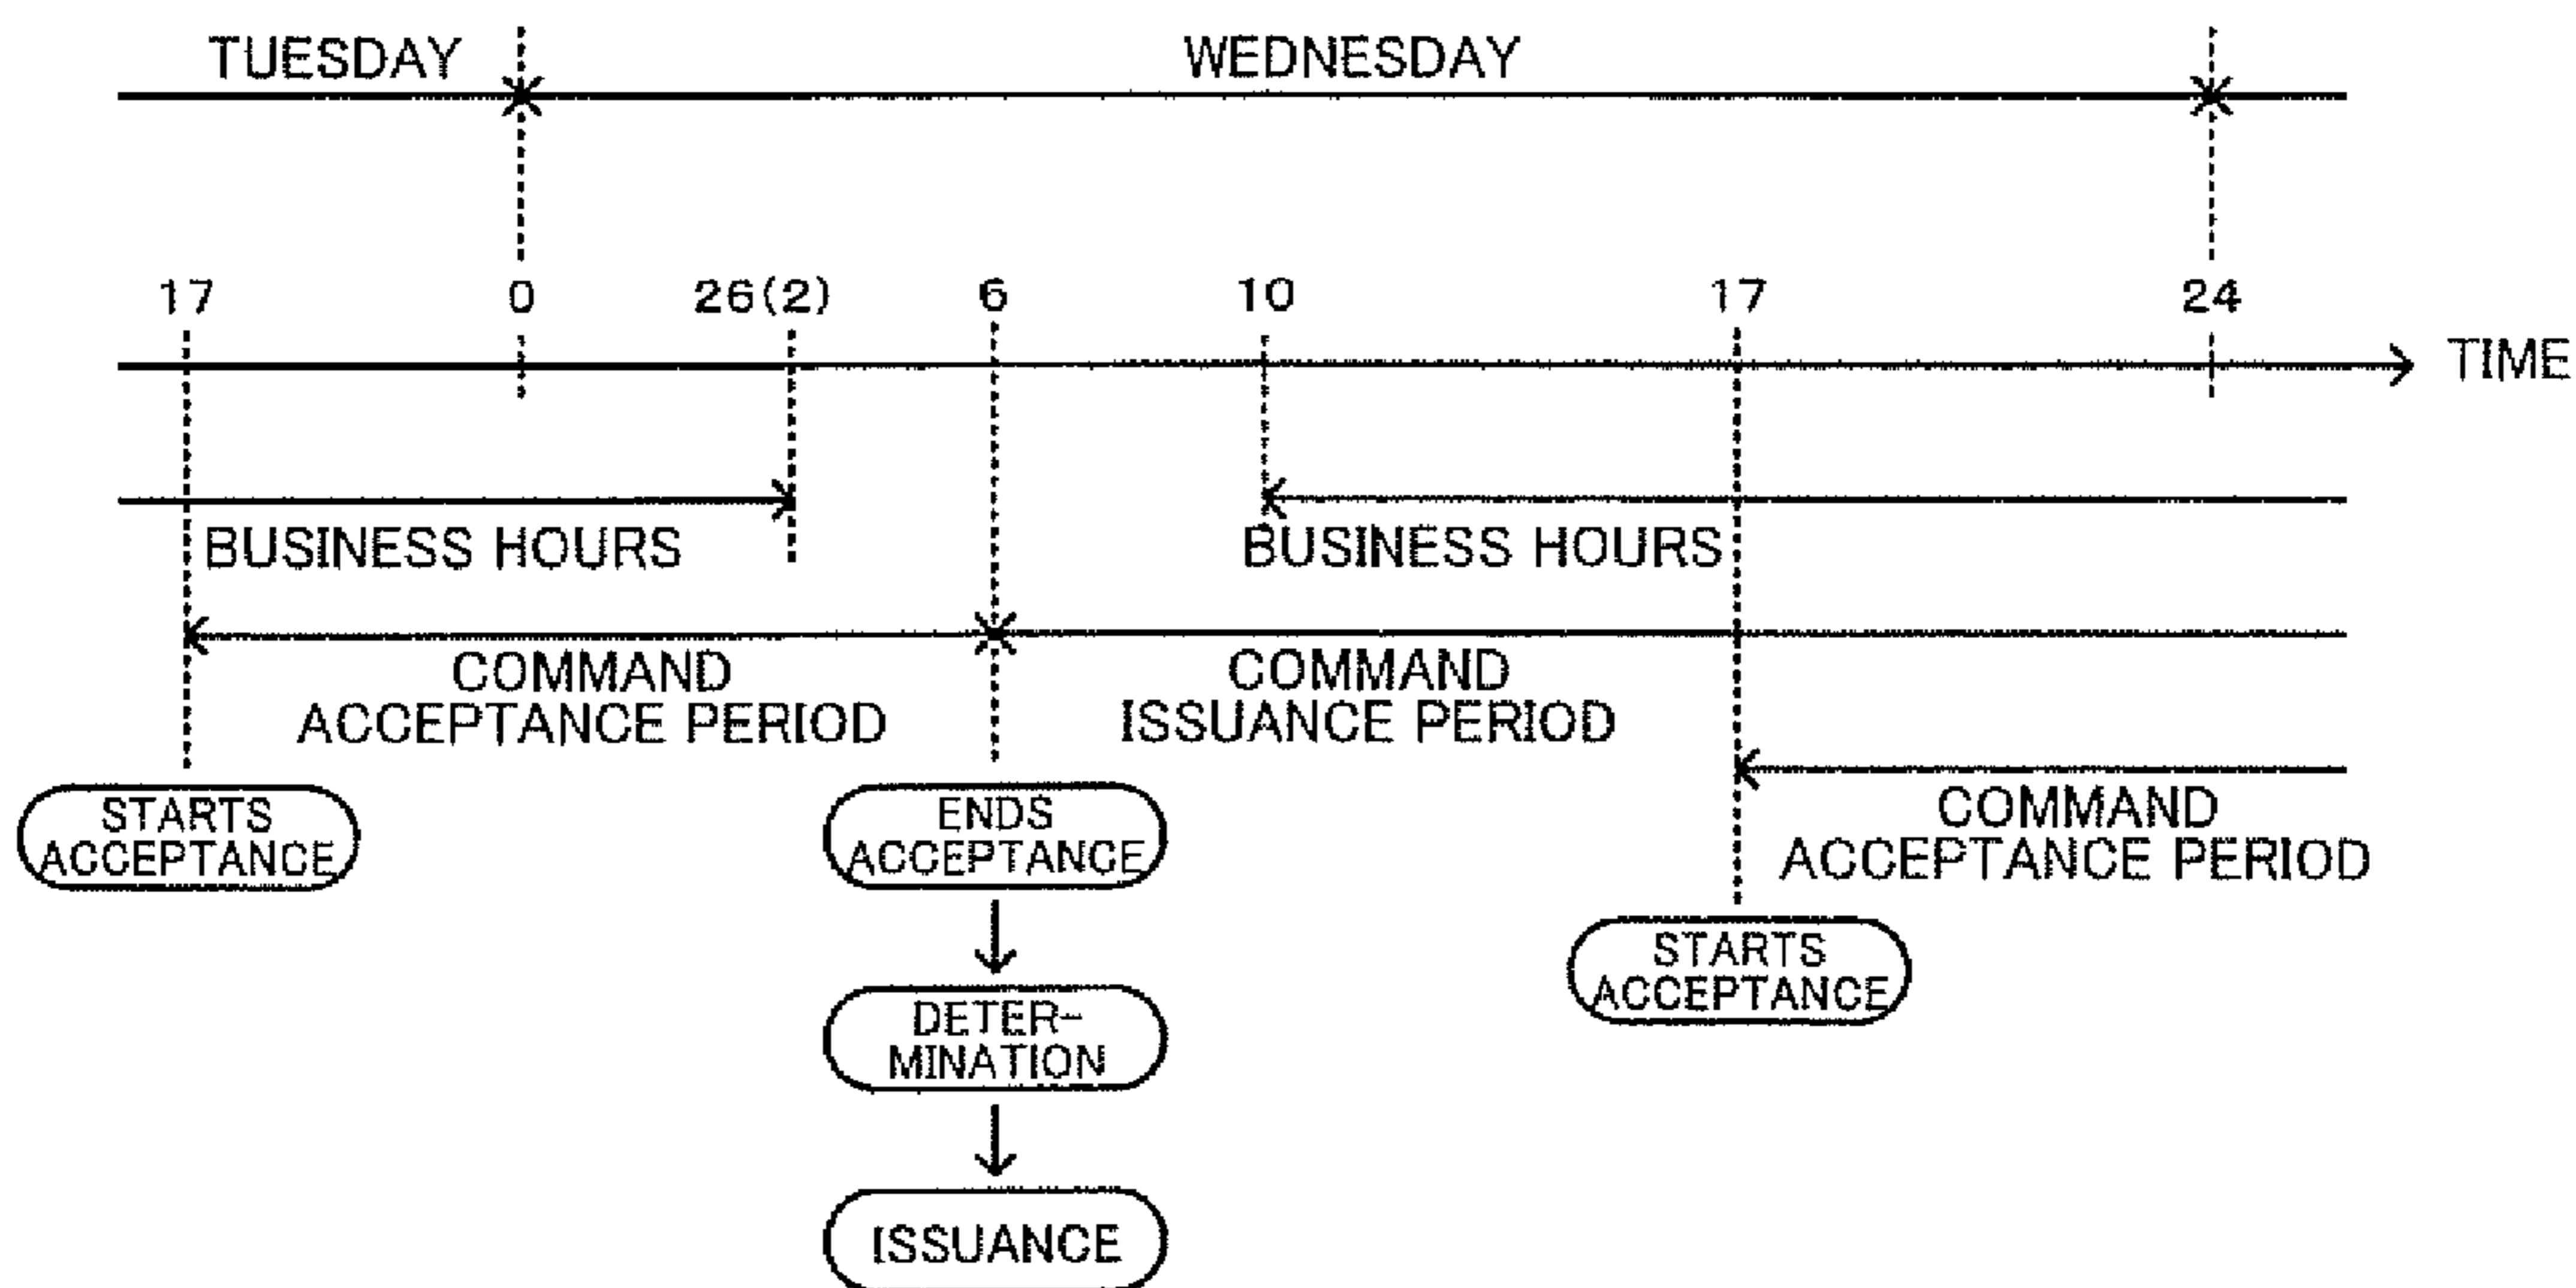 TUESDAY
WEDNESDAY
17
0
26(2)
6
10
17
24
TIME
BUSINESS HOURS
BUSINESS HOURS
COMMAND
ACCEPTANCE PERIOD
COMMAND
ISSUANCE PERIOD
STARTS
ACCEPTANCE
ENDS
ACCEPTANCE
COMMAND
ACCEPTANCE PERIOD
STARTS
ACCEPTANCE
DETER-
MINATION
ISSUANCE